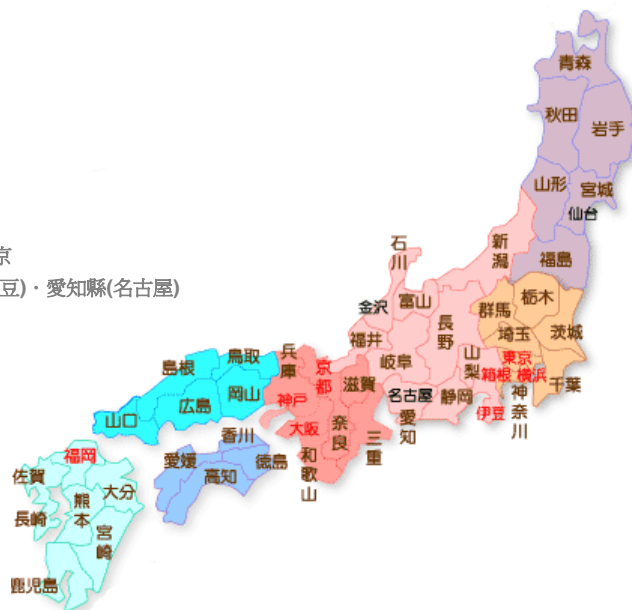 青森
秋田
岩手
山形
宮城
仙台
福島
京
豆)．愛知縣(名古屋)
石川
新潟
金沢
富山
群馬
栃木
福井
長野
埼玉
茨城
岐阜
山梨
東京
箱根
横浜
千葉
神奈川
名古屋
愛知
静岡
伊豆
島根
鳥取
兵庫
京都
滋賀
岡山
神戸
広島
山口
大阪
奈良
三重
和歌山
香川
愛媛
高知
徳島
福岡
佐賀
大分
熊本
長崎
宮崎
鹿児島